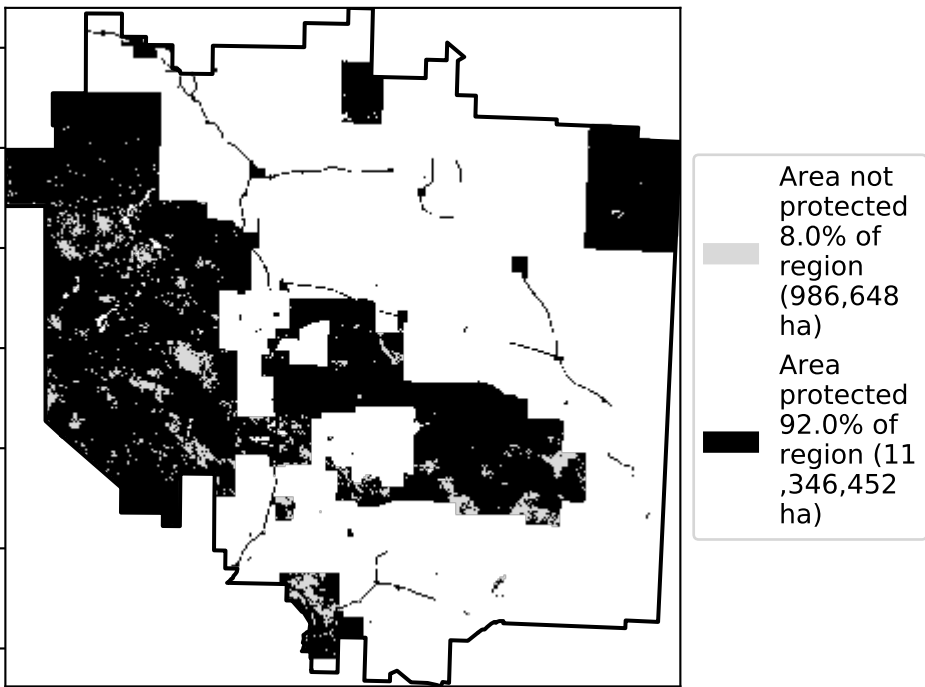 Area not
protected
8.0% of
region
(986,648
ha)
Area
protected
92.0% of
region (11
,346,452
ha)